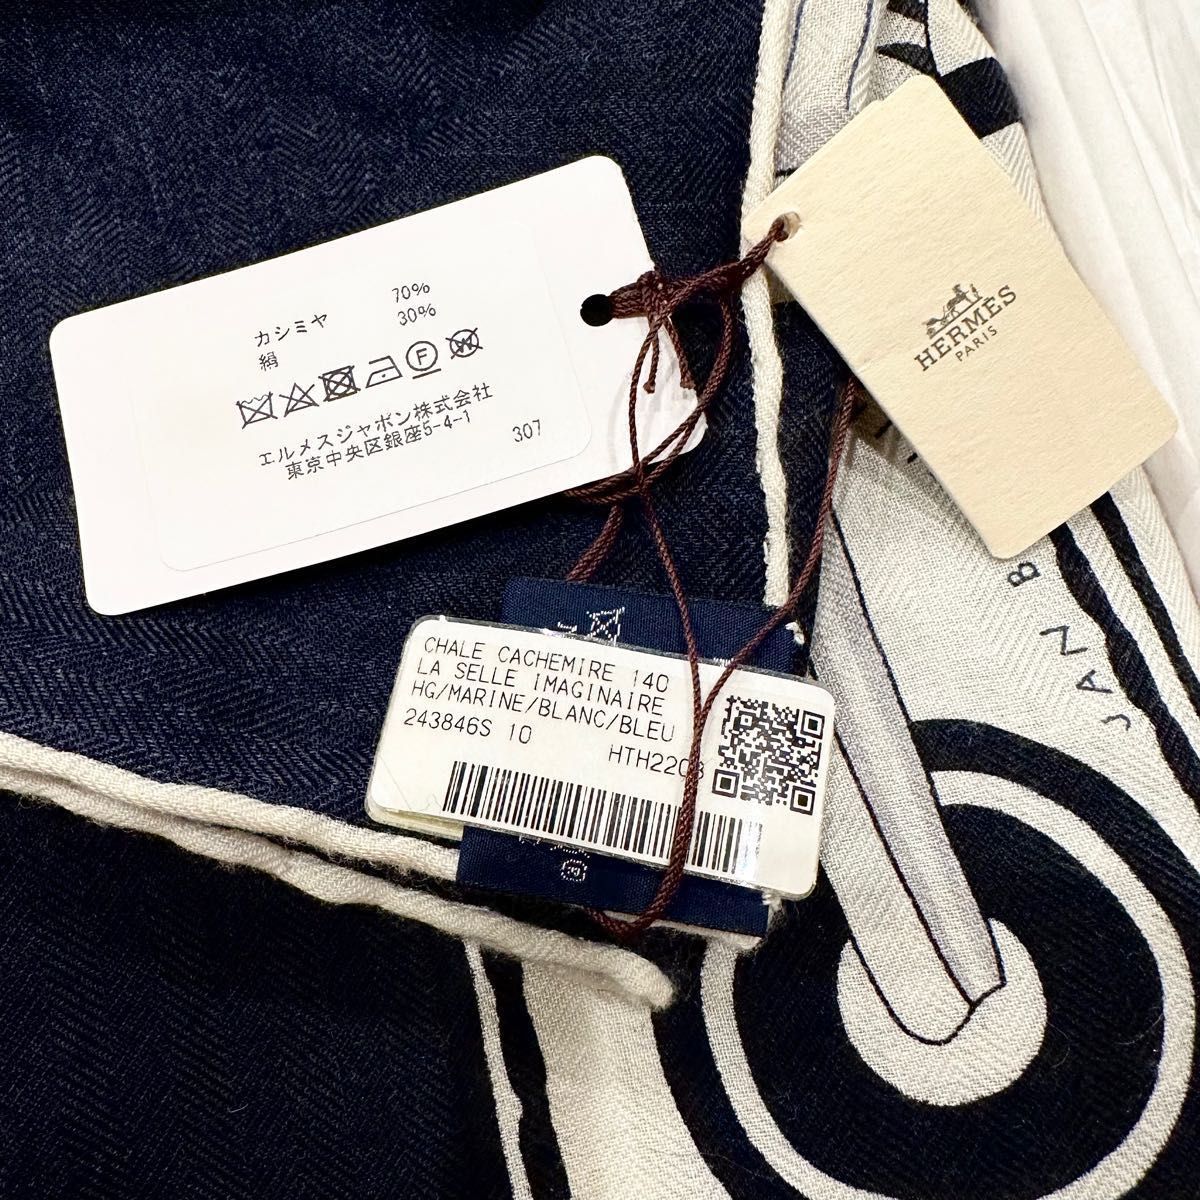 カシミヤ 70%
絹 30%
F
W
エルメスジャポン株式会社
東京中央区銀座5-4-1 307
HERMÈS
PARIS
CHALE CACHEMIRE 140
LA SELLE IMAGINAIRE
HG/MARINE/BLANC/BLEU
243846S 10 HTH2203
JAN B